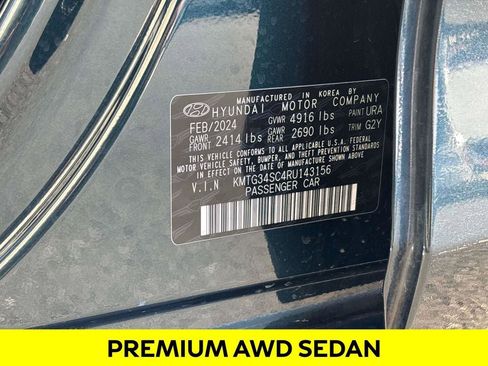 MANUFACTURED IN KOREA BY
HYUNDAI MOTOR COMPANY
FEB/2024 GVWR 4916 lbs PAINT URA
GAWR FRONT 2414 lbs GAWR REAR 2690 lbs TRIM G2Y
THIS VEHICLE CONFORMS TO ALL APPLICABLE U.S.A. FEDERAL
MOTOR VEHICLE SAFETY, BUMPER, AND THEFT PREVENTION
STANDARDS IN EFFECT ON THE DATE OF MANUFACTURE SHOWN ABOVE.
V.I.N KMTG34SC4RU143156
PASSENGER CAR
PREMIUM AWD SEDAN